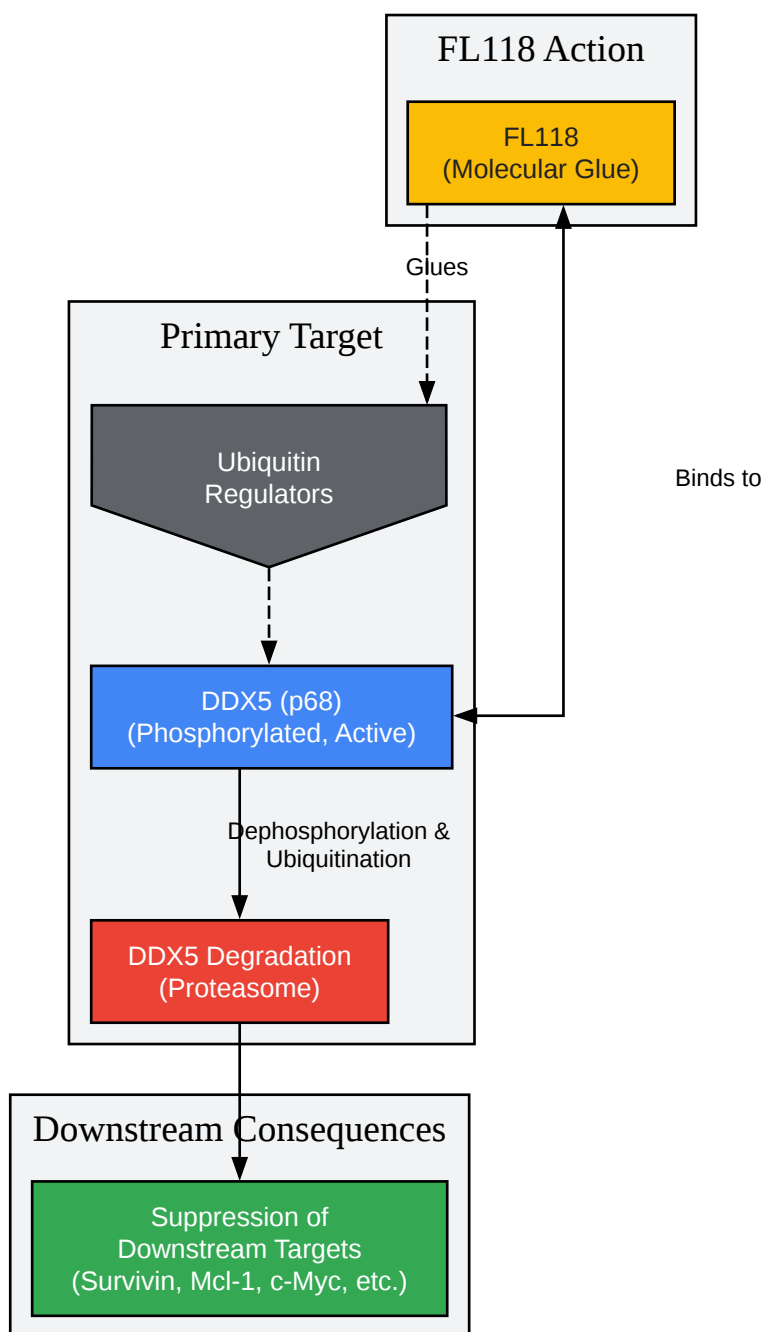 FL118 Action
FL118
(Molecular Glue)
Glues
Primary Target
Ubiquitin
Regulators
Binds to
DDX5 (p68)
(Phosphorylated, Active)
Dephosphorylation &
Ubiquitination
DDX5 Degradation
(Proteasome)
Downstream Consequences
Suppression of
Downstream Targets
(Survivin, Mcl-1, c-Myc, etc.)